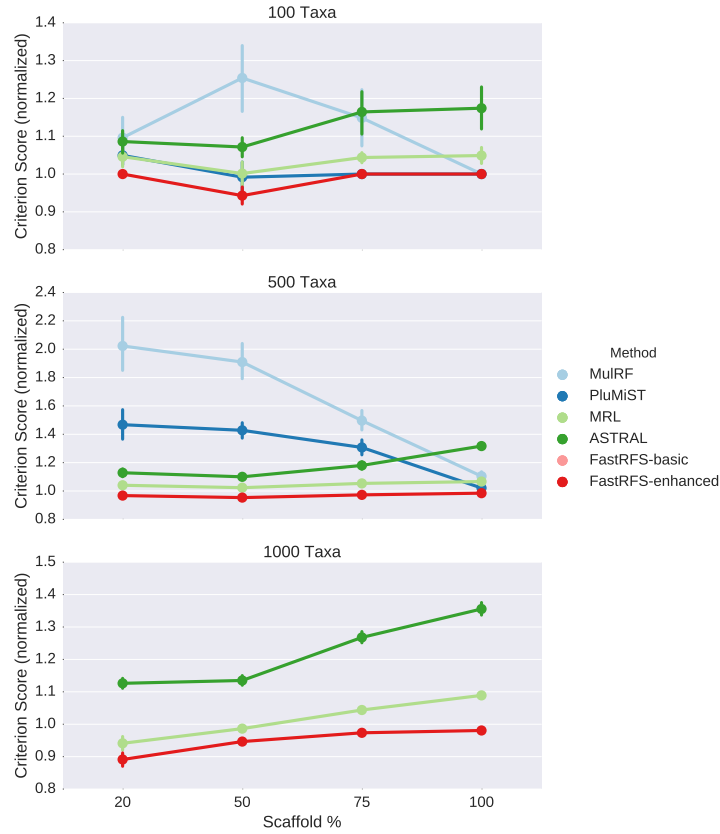 100 Taxa
Criterion Score (normalized)
1.4
1.3
1.2
1.1
1.0
0.9
0.8
500 Taxa
Criterion Score (normalized)
2.4
2.2
2.0
1.8
1.6
1.4
1.2
1.0
0.8
Method
MulRF
PluMiST
MRL
ASTRAL
FastRFS-basic
FastRFS-enhanced
1000 Taxa
Criterion Score (normalized)
1.5
1.4
1.3
1.2
1.1
1.0
0.9
0.8
20 50 75 100
Scaffold %